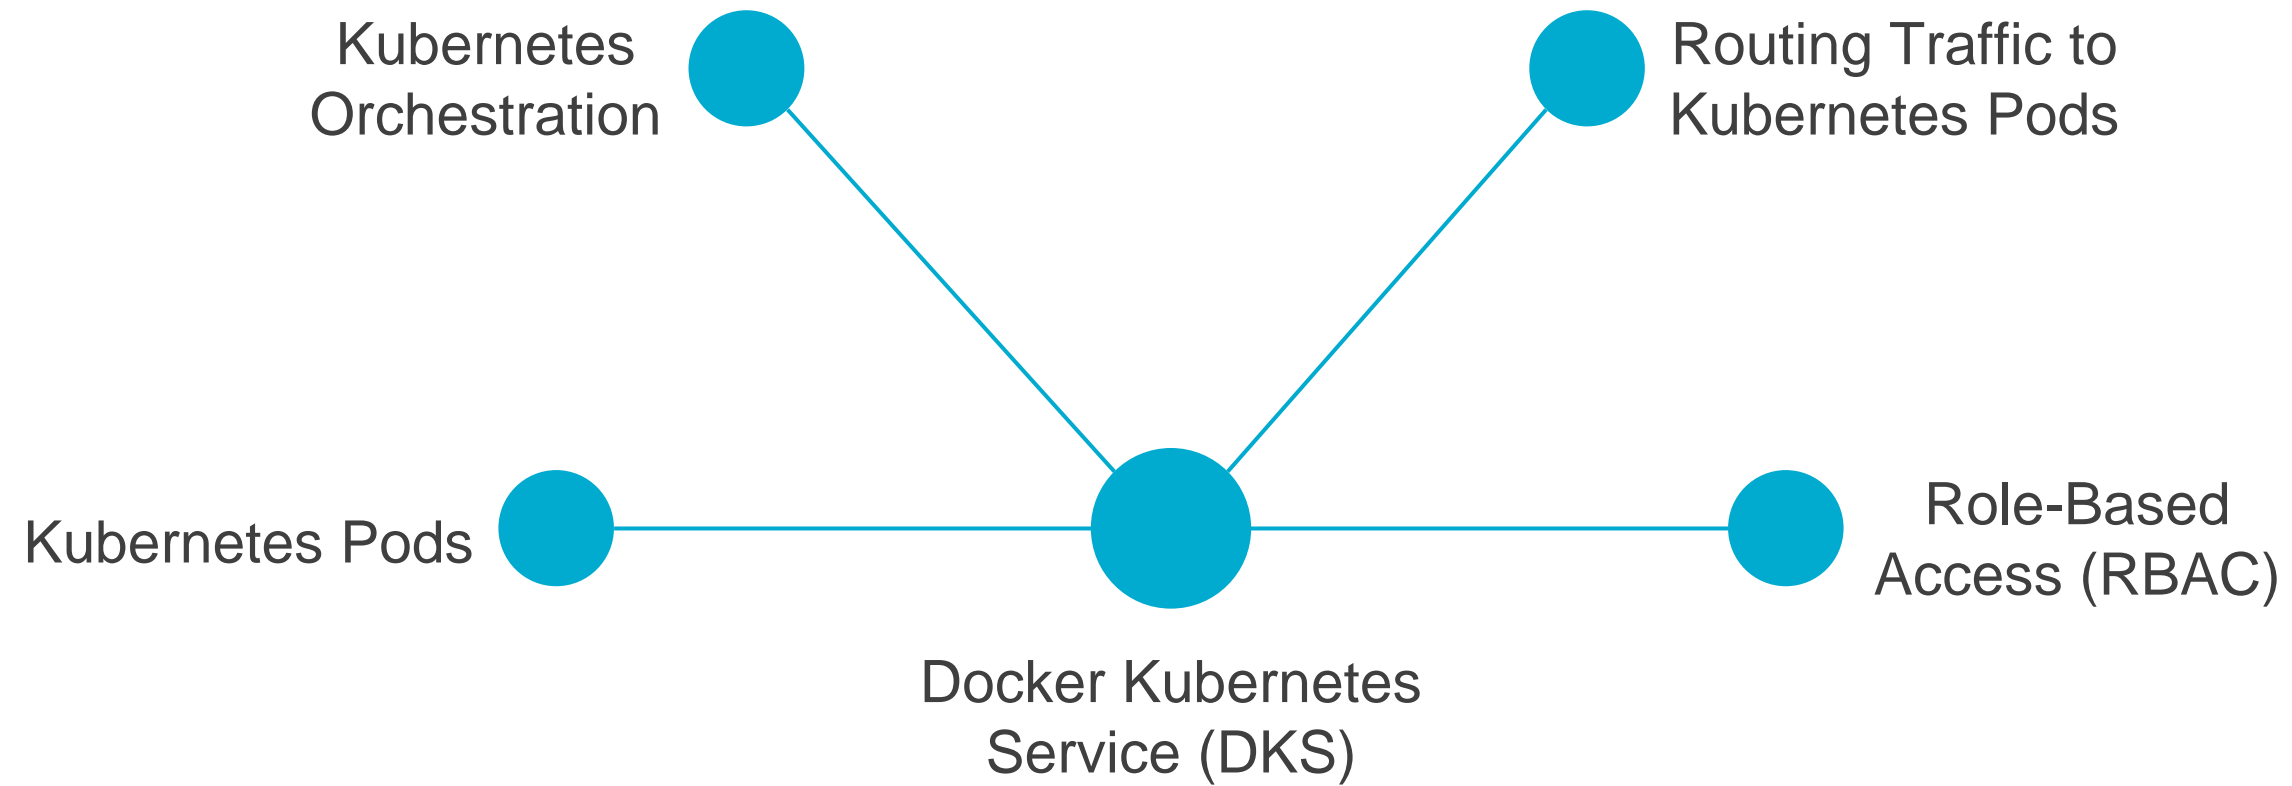 Kubernetes
Orchestration
Routing Traffic to
Kubernetes Pods
Kubernetes Pods
Role-Based
Access (RBAC)
Docker Kubernetes
Service (DKS)